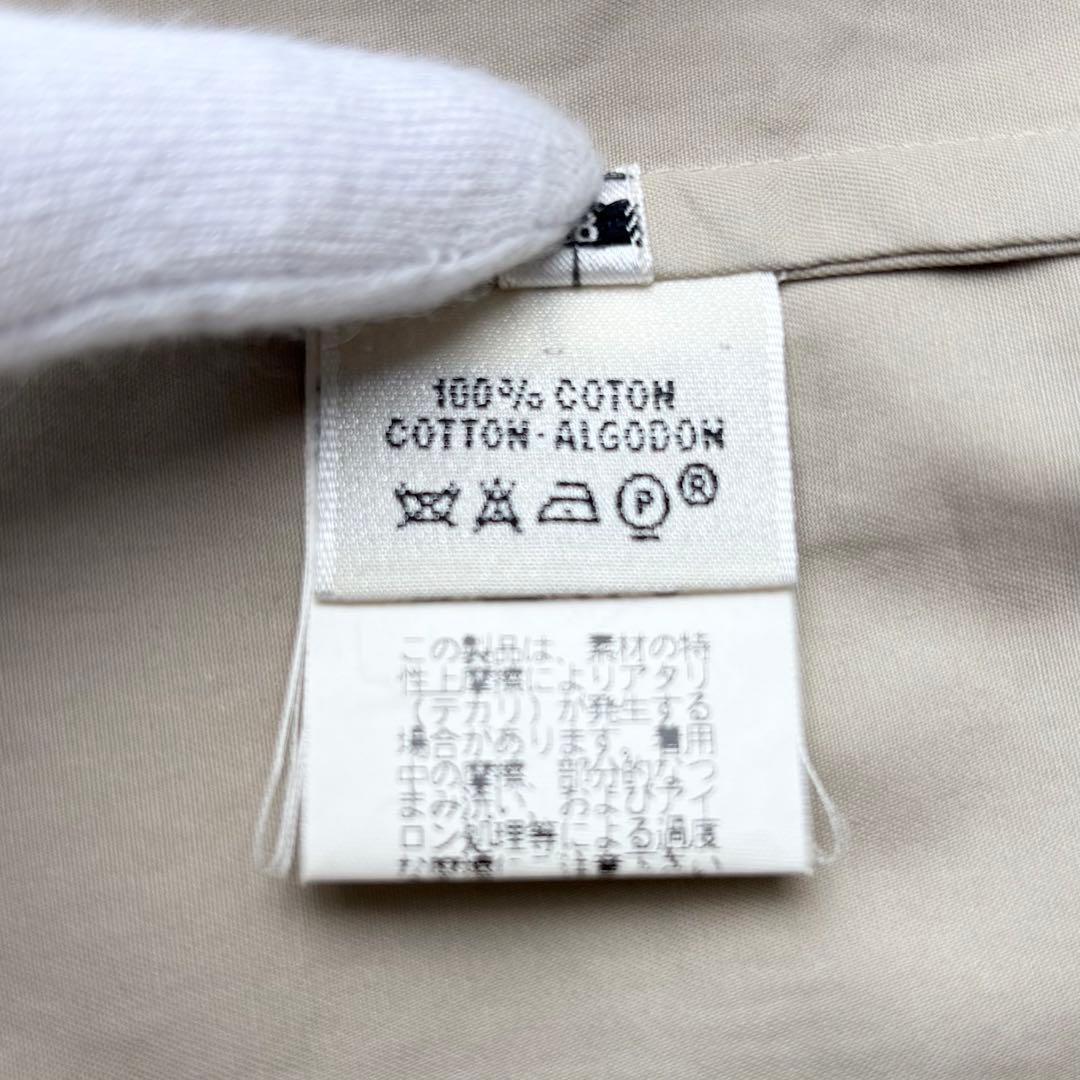 8
100% COTON
COTTON-ALGODON
P R
この製品は、素材の特
性上摩擦によりアタリ
(テカリ)が発生する
場合があります。着用
中の摩擦、部分的なつ
まみ洗い、およびアイ
ロン処理等による過度